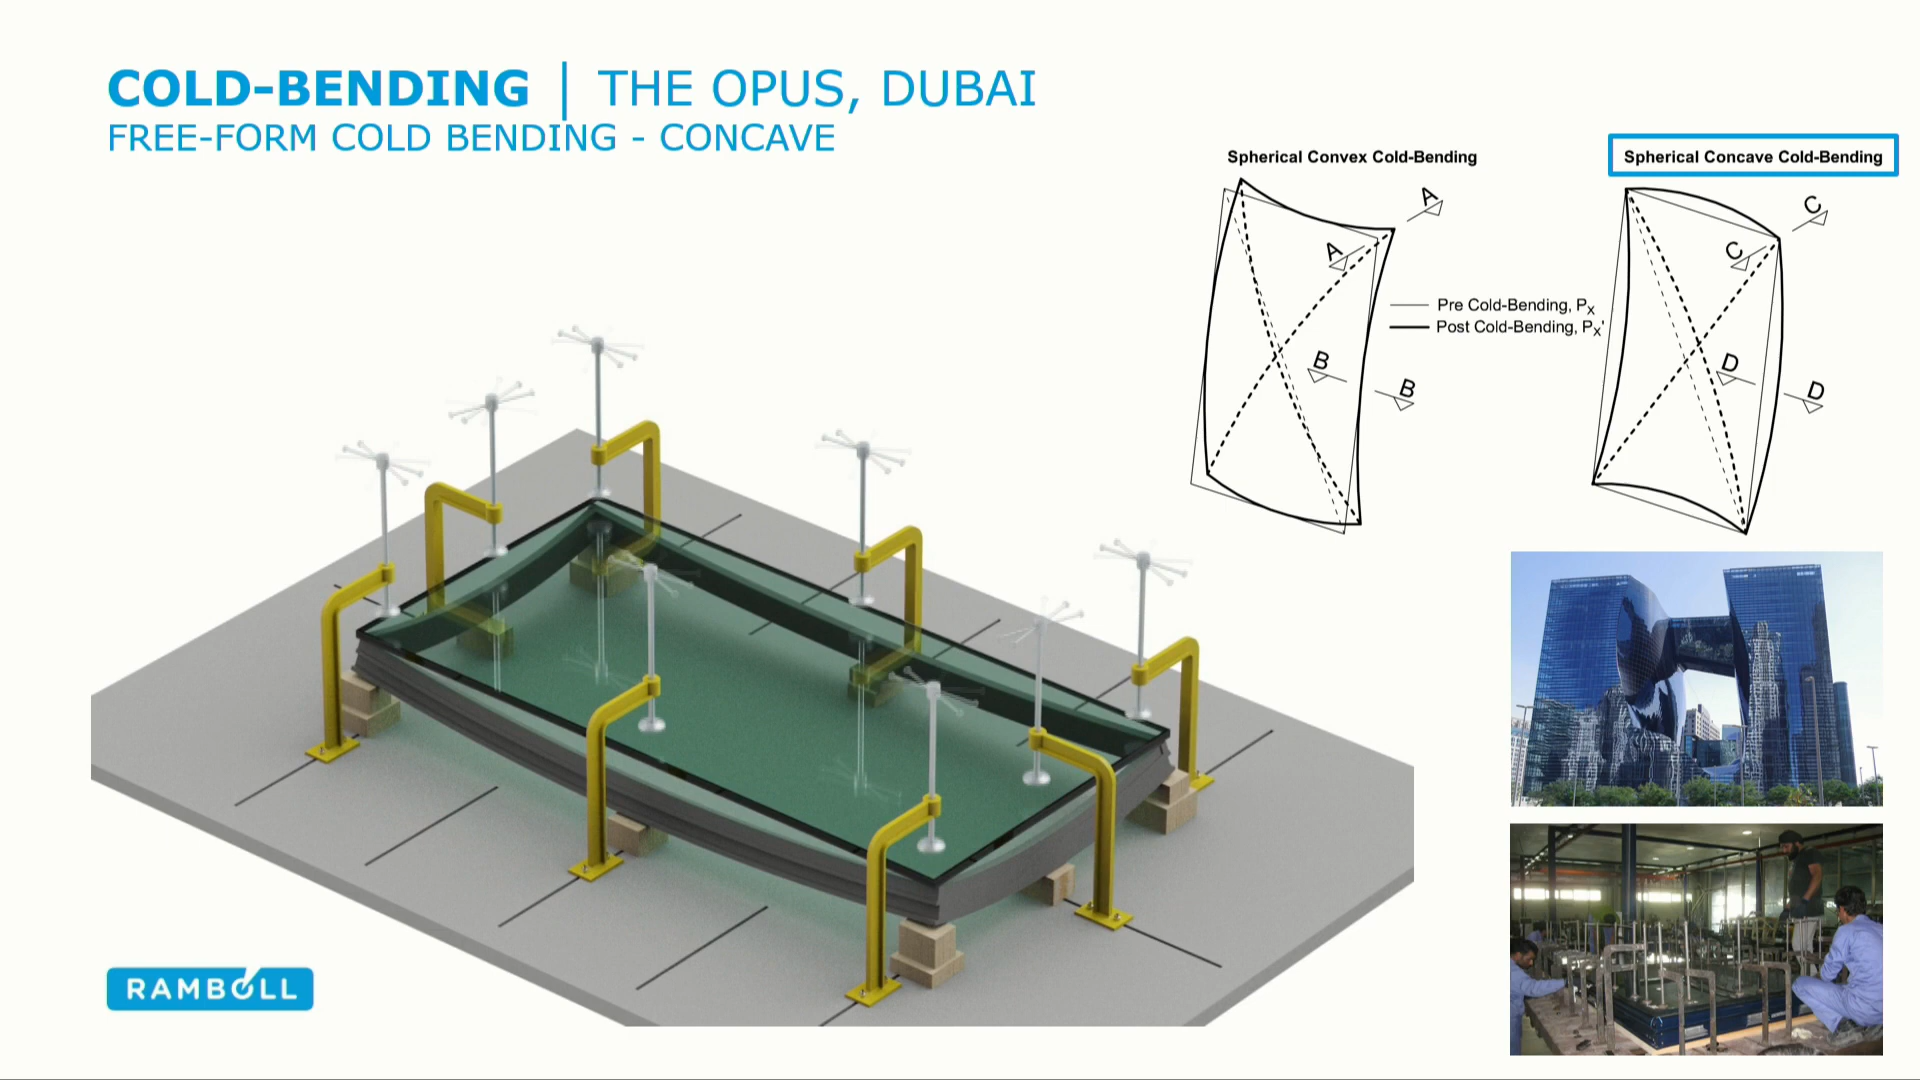 COLD-BENDING | THE OPUS, DUBAI
FREE-FORM COLD BENDING - CONCAVE
Spherical Convex Cold-Bending
Spherical Concave Cold-Bending
A
A
B
B
Pre Cold-Bending, Px
Post Cold-Bending, Px'
C
C
D
D
RAMBOLL